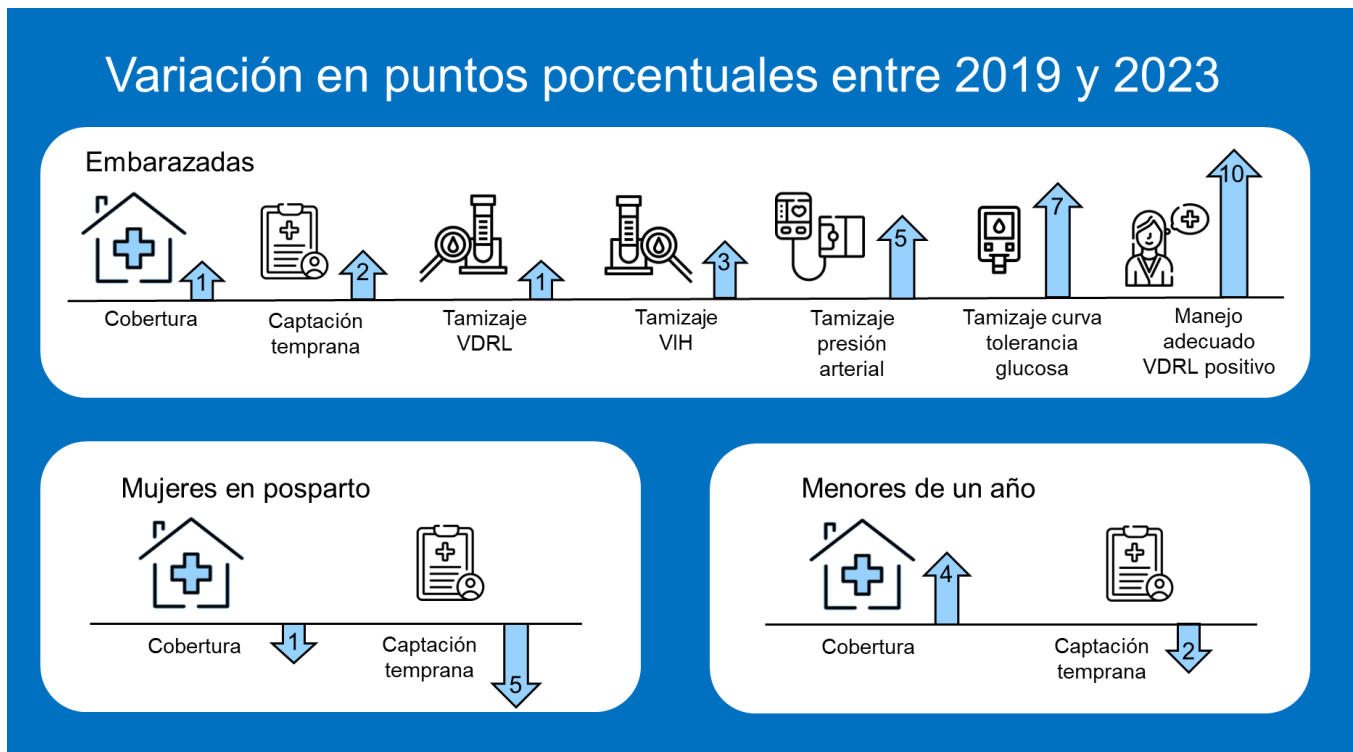 Variación en puntos porcentuales entre 2019 y 2023
Embarazadas
1
2
1
3
5
7
10
Cobertura
Captación
temprana
Tamizaje
VDRL
Tamizaje
VIH
Tamizaje
presión
arterial
Tamizaje curva
tolerancia
glucosa
Manejo
adecuado
VDRL positivo
Mujeres en posparto
Cobertura
1
Captación
temprana
5
Menores de un año
4
Cobertura
Captación
temprana
2